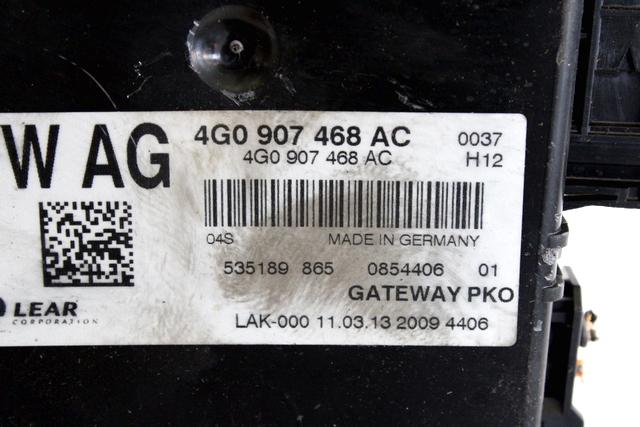 W AG
4G0 907 468 AC 0037
4G0 907 468 AC H12
04S MADE IN GERMANY
535189 865 0854406 01
GATEWAY PKO
LEAR
CORPORATION
LAK-000 11.03.13 2009 4406